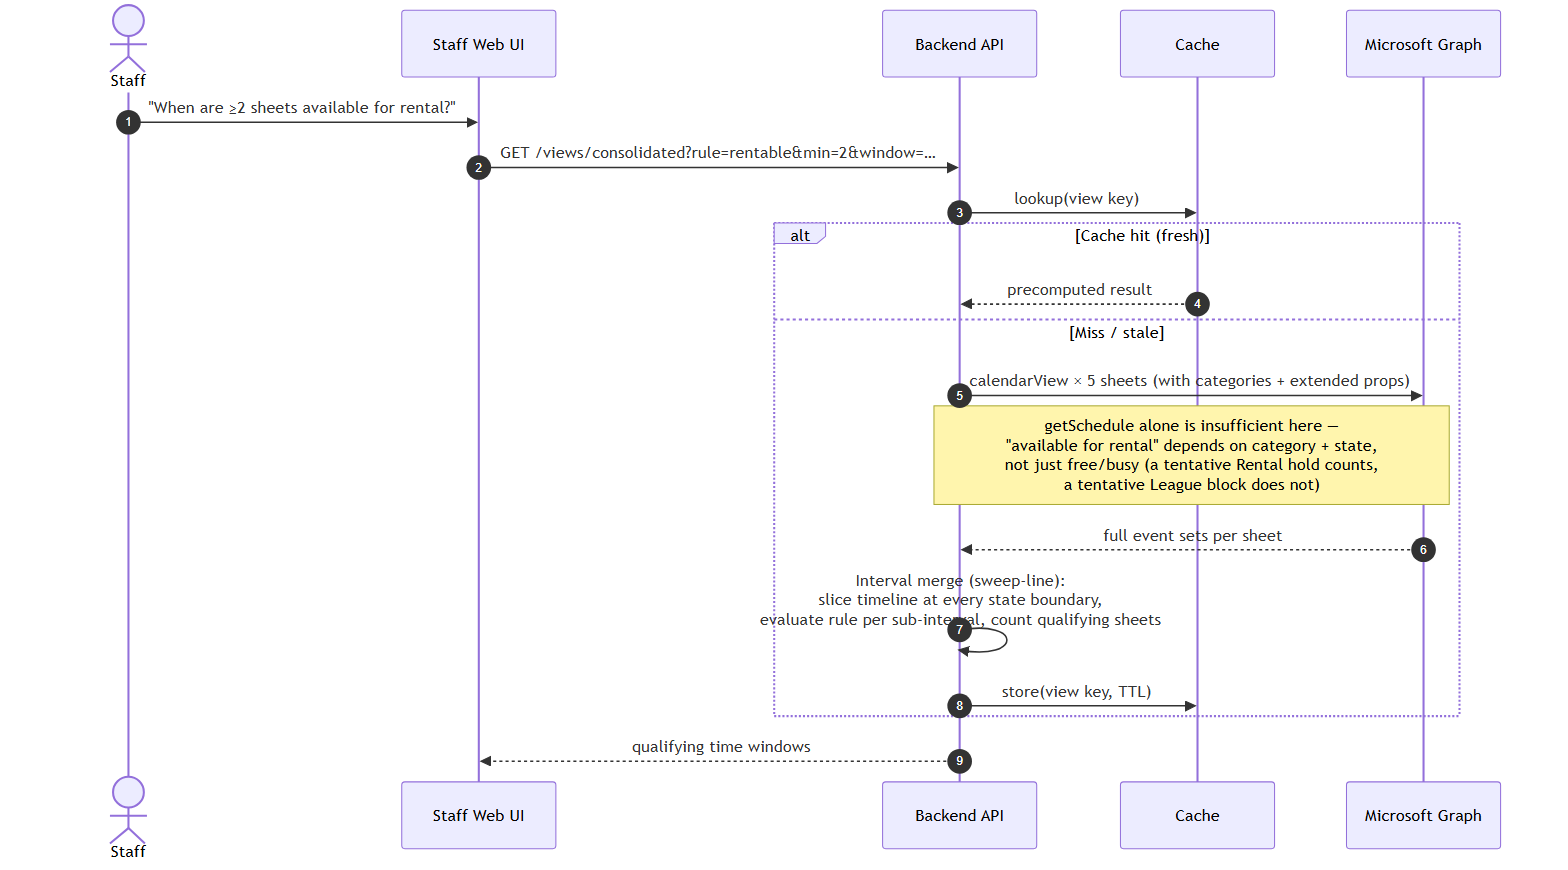 Staff Web UI
Backend API
Cache
Microsoft Graph
Staff
"When are ≥2 sheets available for rental?"
1
GET /views/consolidated?rule=rentable&min=2&window=...
2
lookup(view key)
3
alt
[Cache hit (fresh)]
precomputed result
4
[Miss / stale]
calendarView × 5 sheets (with categories + extended props)
5
getSchedule alone is insufficient here —
"available for rental" depends on category + state,
not just free/busy (a tentative Rental hold counts,
a tentative League block does not)
full event sets per sheet
6
Interval merge (sweep-line):
slice timeline at every state boundary,
evaluate rule per sub-interval, count qualifying sheets
7
store(view key, TTL)
8
qualifying time windows
9
Staff Web UI
Backend API
Cache
Microsoft Graph
Staff